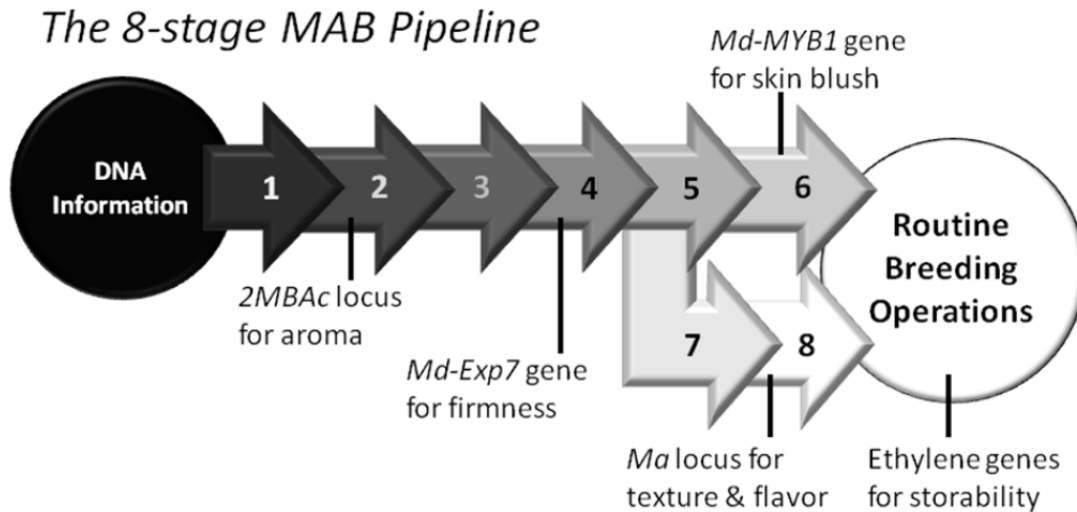 The 8-stage MAB Pipeline
Md-MYB1 gene
for skin blush
DNA
Information
1
2
3
4
5
6
Routine
Breeding
Operations
2MBAc locus
for aroma
7
8
Md-Exp7 gene
for firmness
Ma locus for
texture & flavor
Ethylene genes
for storability